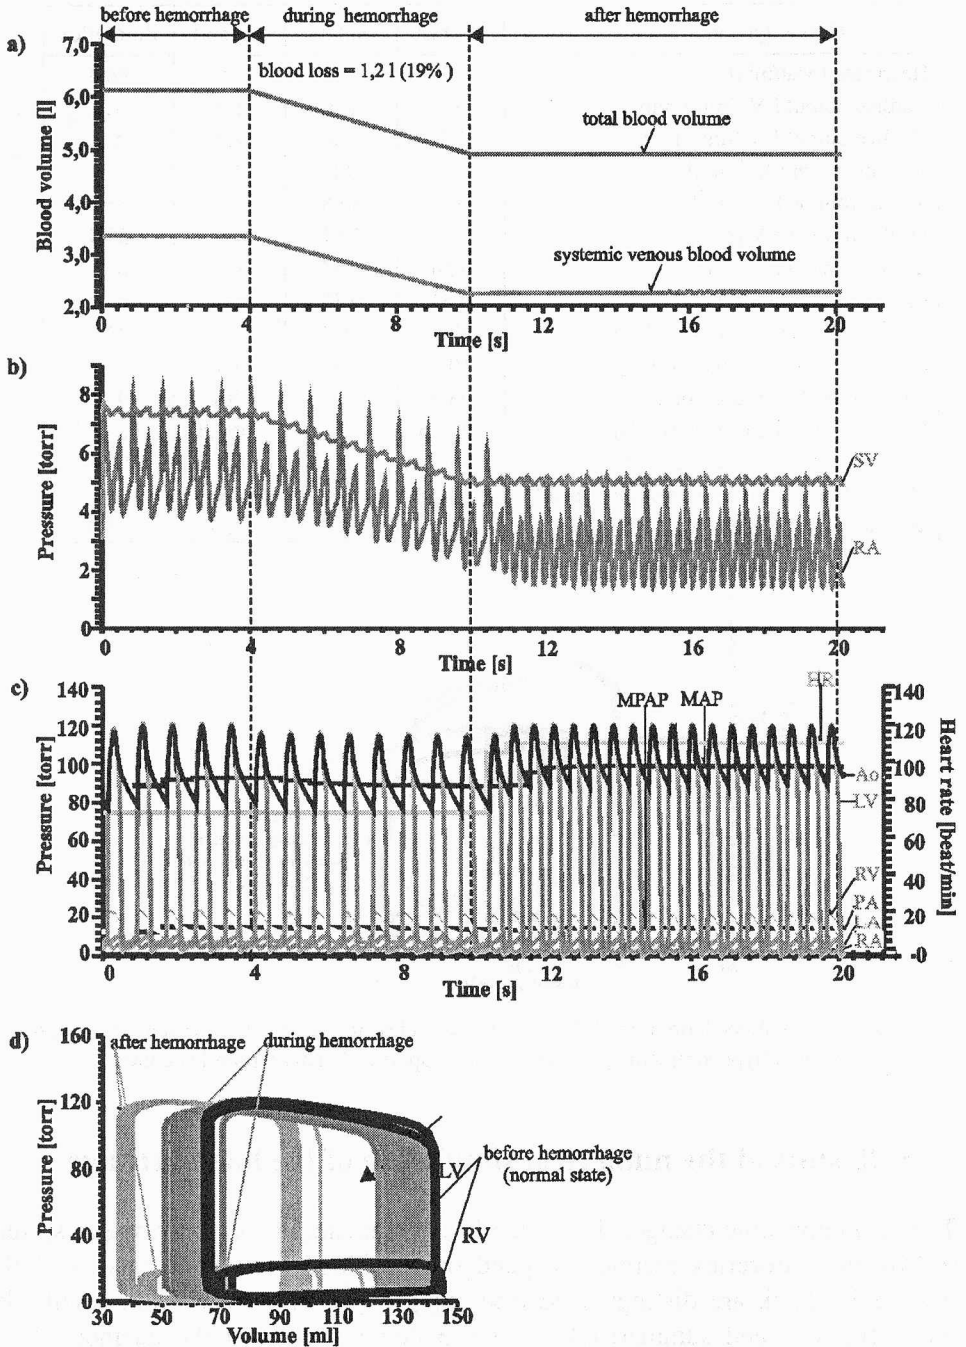 before hemorrhage during hemorrhage after hemorrhage
a)
7,0
6,0
5,0
4,0
3,0
2,0
Blood volume [l]
blood loss = 1,2 l (19%)
total blood volume
systemic venous blood volume
0 4 8 12 16 20
Time [s]
b)
8
6
4
2
0
Pressure [torr]
SV
RA
0 4 8 12 16 20
Time [s]
c)
140
120
100
80
60
40
20
0
Pressure [torr]
MPAP MAP HR
Ao
LV
RV
PA
LA
RA
140
120
100
80
60
40
20
-0
Heart rate [beat/min]
0 4 8 12 16 20
Time [s]
d)
160
120
80
40
0
Pressure [torr]
after hemorrhage during hemorrhage
LV
before hemorrhage
(normal state)
RV
30 50 70 90 110 130 150
Volume [ml]